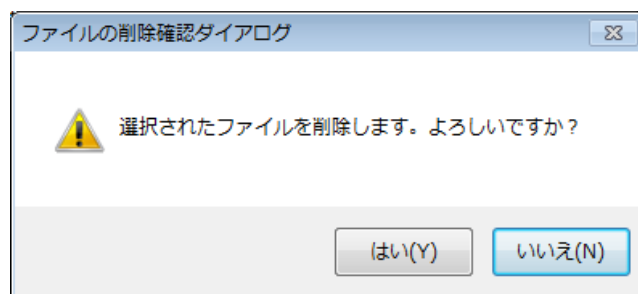 ファイルの削除確認ダイアログ
選択されたファイルを削除します。よろしいですか？
はい(Y)
いいえ(N)